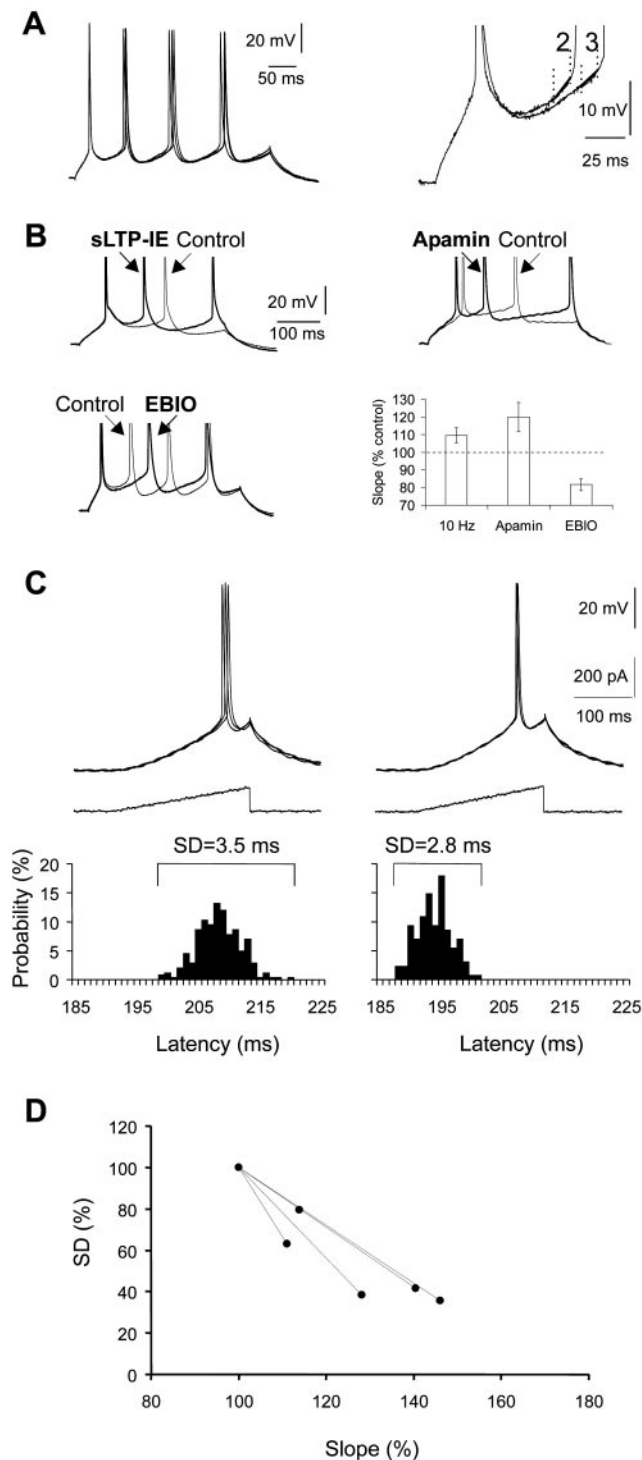 A
20 mV
50 ms
2 3
10 mV
25 ms
B
sLTP-IE Control
20 mV
100 ms
Apamin Control
Control EBIO
Slope (% control)
130
120
110
100
90
80
70
10 Hz Apamin EBIO
C
20 mV
200 pA
100 ms
SD=3.5 ms
SD=2.8 ms
Probability (%)
20
15
10
5
0
185 195 205 215 225
185 195 205 215 225
Latency (ms)
Latency (ms)
D
SD (%)
120
100
80
60
40
20
0
80 100 120 140 160 180
Slope (%)